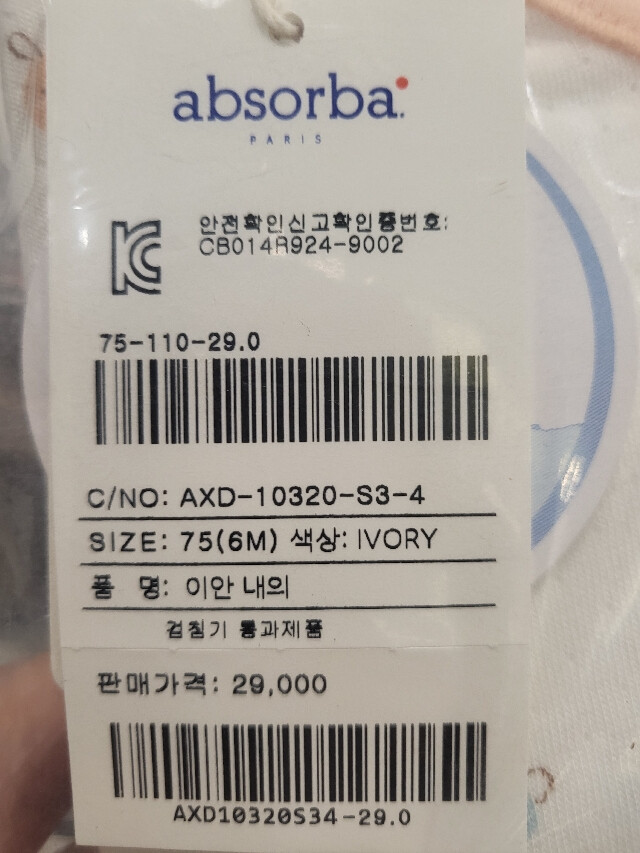 absorba.
PARIS
안전확인신고확인증번호:
CB014R924-9002
75-110-29.0
C/NO: AXD-10320-S3-4
SIZE: 75(6M) 색상: IVORY
품 명: 이안 내의
검침기 통과제품
판매가격: 29,000
AXD10320S34-29.0